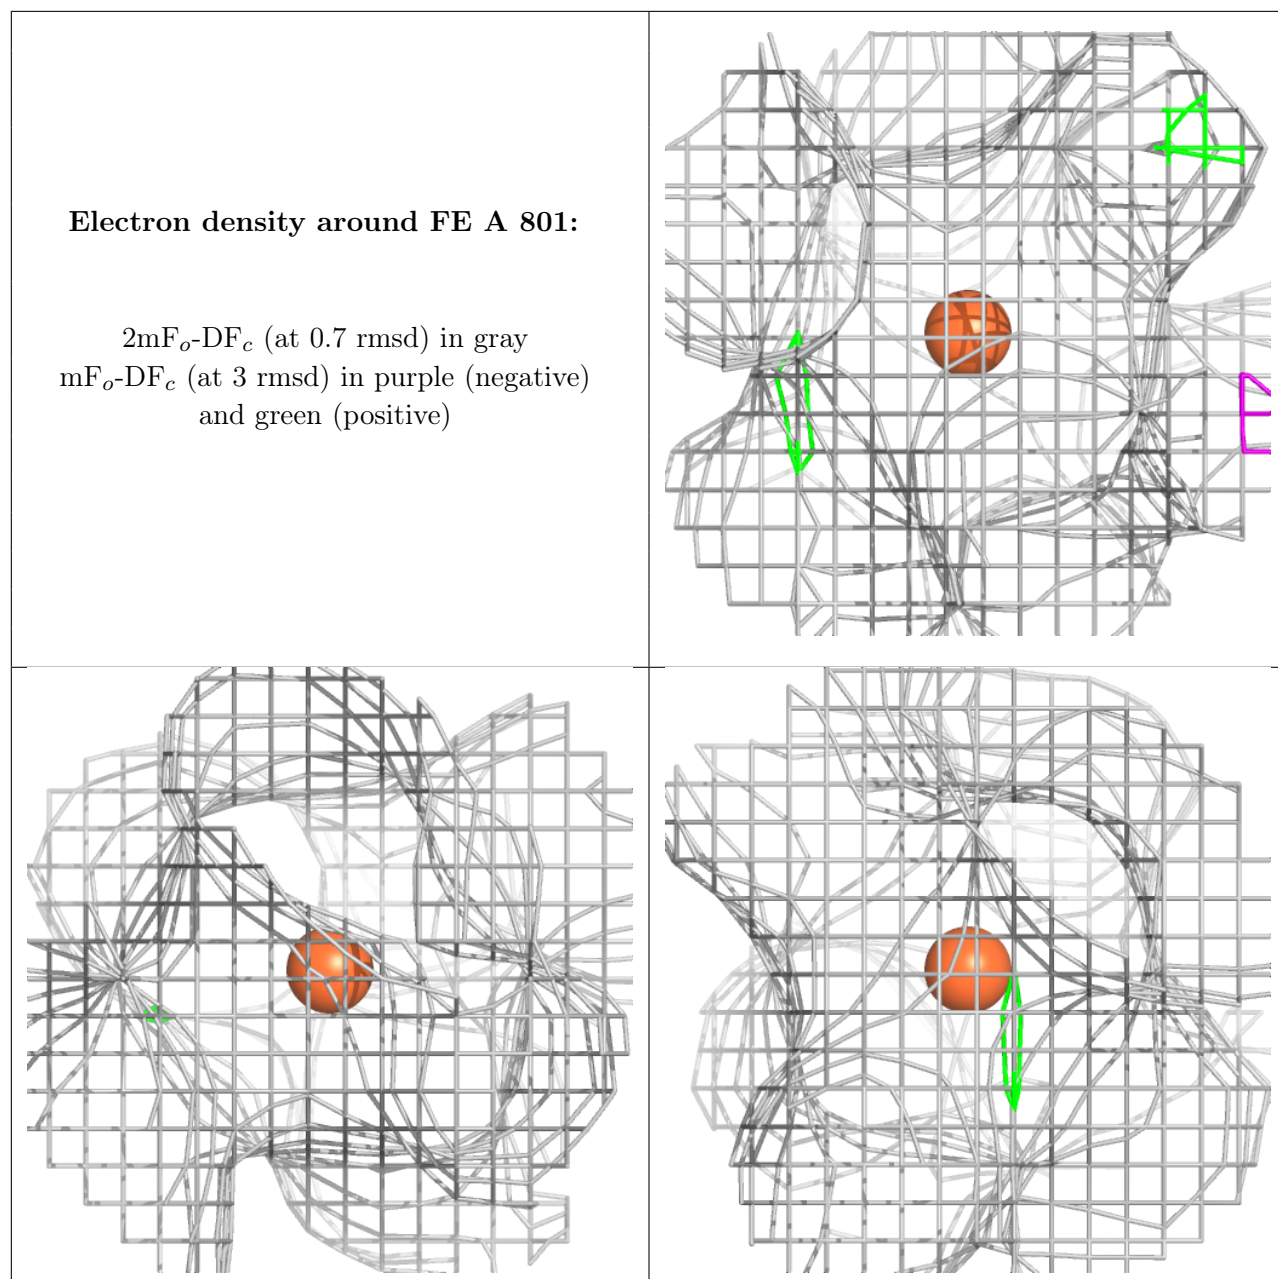 Electron density around FE A 801:
2mFo-DFc (at 0.7 rmsd) in gray
mFo-DFc (at 3 rmsd) in purple (negative)
and green (positive)